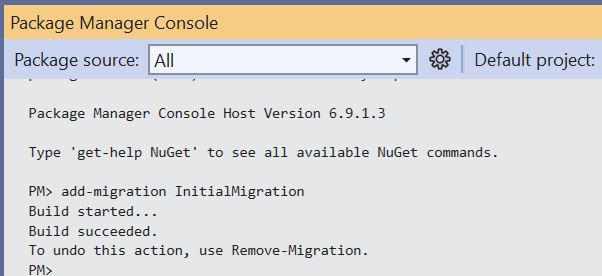 Package Manager Console
Package source: All Default project:
Package Manager Console Host Version 6.9.1.3
Type 'get-help NuGet' to see all available NuGet commands.
PM> add-migration InitialMigration
Build started...
Build succeeded.
To undo this action, use Remove-Migration.
PM>